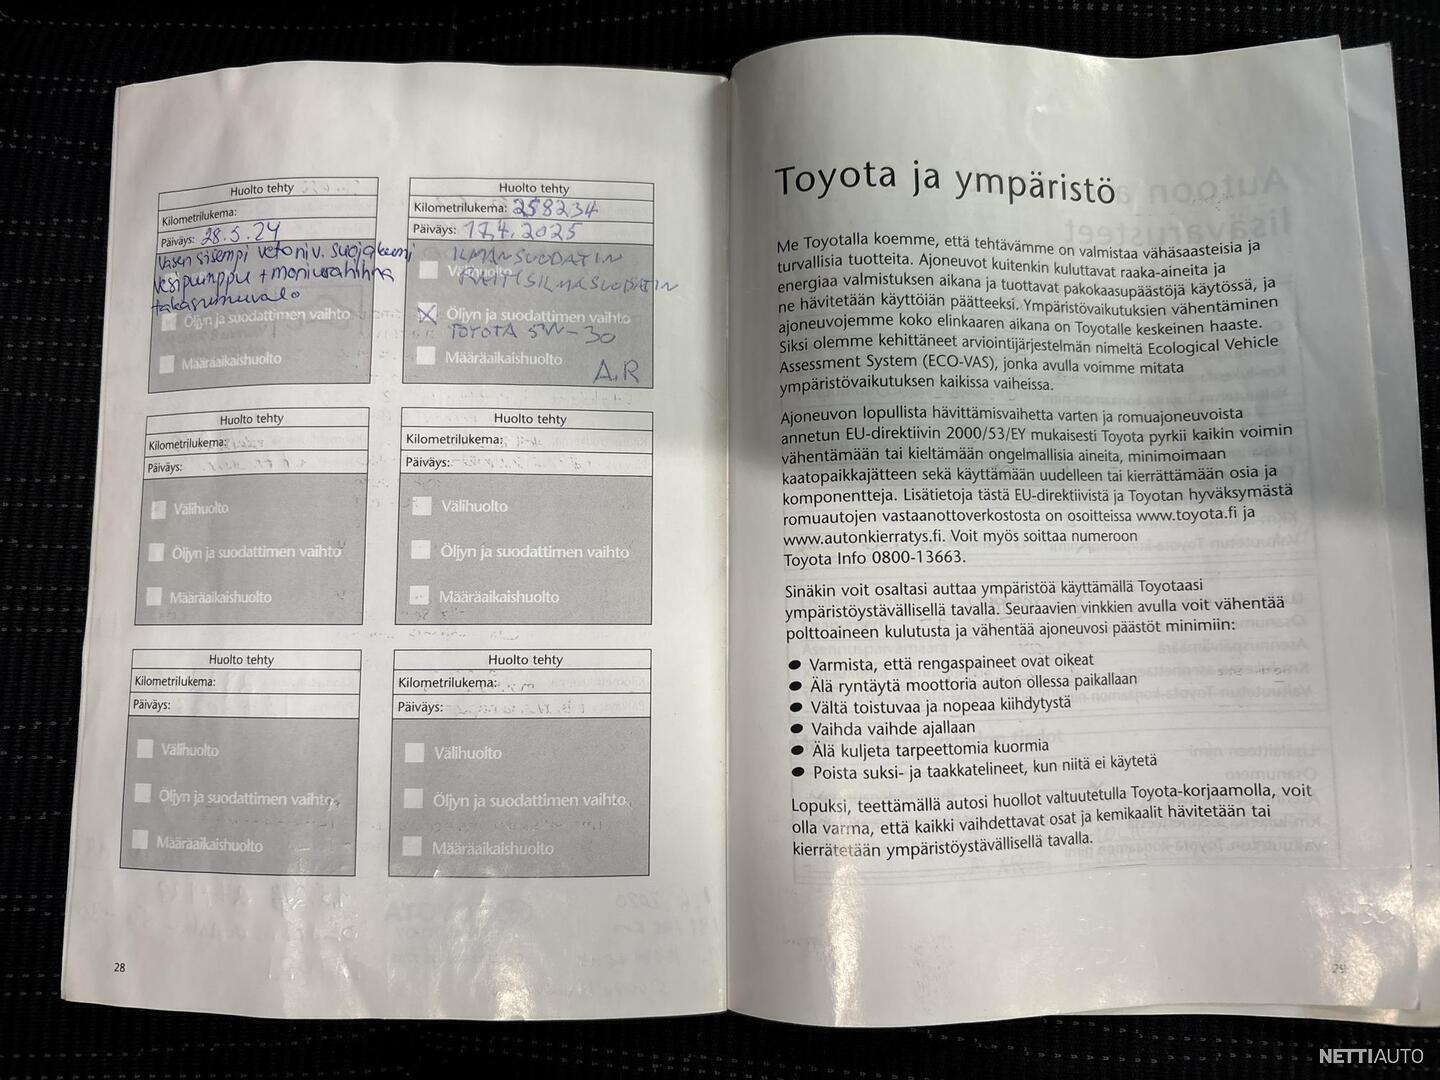 Huolto tehty
Kilometrilukema:
Päiväys: 28.5.24
Vasen sisempi vetoniv. suojakumi
vesipumppu + moniurahihna
takasumuvalo
Öljyn ja suodattimen vaihto
Määräaikaishuolto
Huolto tehty
Kilometrilukema: 258234
Päiväys: 17.4.2025
ILMANSUODATIN
Välihuolto
RAITISILMASUODATIN
Öljyn ja suodattimen vaihto
TOYOTA 5W-30
Määräaikaishuolto
A.R
Huolto tehty
Kilometrilukema:
Päiväys:
Välihuolto
Öljyn ja suodattimen vaihto
Määräaikaishuolto
Huolto tehty
Kilometrilukema:
Päiväys:
Välihuolto
Öljyn ja suodattimen vaihto
Määräaikaishuolto
Huolto tehty
Kilometrilukema:
Päiväys:
Välihuolto
Öljyn ja suodattimen vaihto
Määräaikaishuolto
Huolto tehty
Kilometrilukema:
Päiväys:
Välihuolto
Öljyn ja suodattimen vaihto
Määräaikaishuolto
28
Toyota ja ympäristö
Me Toyotalla koemme, että tehtävämme on valmistaa vähäsaasteisia ja
turvallisia tuotteita. Ajoneuvot kuitenkin kuluttavat raaka-aineita ja
energiaa valmistuksen aikana ja tuottavat pakokaasupäästöjä käytössä, ja
ne hävitetään käyttöiän päätteeksi. Ympäristövaikutuksien vähentäminen
ajoneuvojemme koko elinkaaren aikana on Toyotalle keskeinen haaste.
Siksi olemme kehittäneet arviointijärjestelmän nimeltä Ecological Vehicle
Assessment System (ECO-VAS), jonka avulla voimme mitata
ympäristövaikutuksen kaikissa vaiheissa.
Ajoneuvon lopullista hävittämisvaihetta varten ja romuajoneuvoista
annetun EU-direktiivin 2000/53/EY mukaisesti Toyota pyrkii kaikin voimin
vähentämään tai kieltämään ongelmallisia aineita, minimoimaan
kaatopaikkajätteen sekä käyttämään uudelleen tai kierrättämään osia ja
komponentteja. Lisätietoja tästä EU-direktiivistä ja Toyotan hyväksymästä
romuautojen vastaanottoverkostosta on osoitteissa www.toyota.fi ja
www.autonkierratys.fi. Voit myös soittaa numeroon
Toyota Info 0800-13663.
Sinäkin voit osaltasi auttaa ympäristöä käyttämällä Toyotaasi
ympäristöystävällisellä tavalla. Seuraavien vinkkien avulla voit vähentää
polttoaineen kulutusta ja vähentää ajoneuvosi päästöt minimiin:
● Varmista, että rengaspaineet ovat oikeat
● Älä ryntäytä moottoria auton ollessa paikallaan
● Vältä toistuvaa ja nopeaa kiihdytystä
● Vaihda vaihde ajallaan
● Älä kuljeta tarpeettomia kuormia
● Poista suksi- ja taakkatelineet, kun niitä ei käytetä
Lopuksi, teettämällä autosi huollot valtuutetulla Toyota-korjaamolla, voit
olla varma, että kaikki vaihdettavat osat ja kemikaalit hävitetään tai
kierrätetään ympäristöystävällisellä tavalla.
29
NETTIAUTO